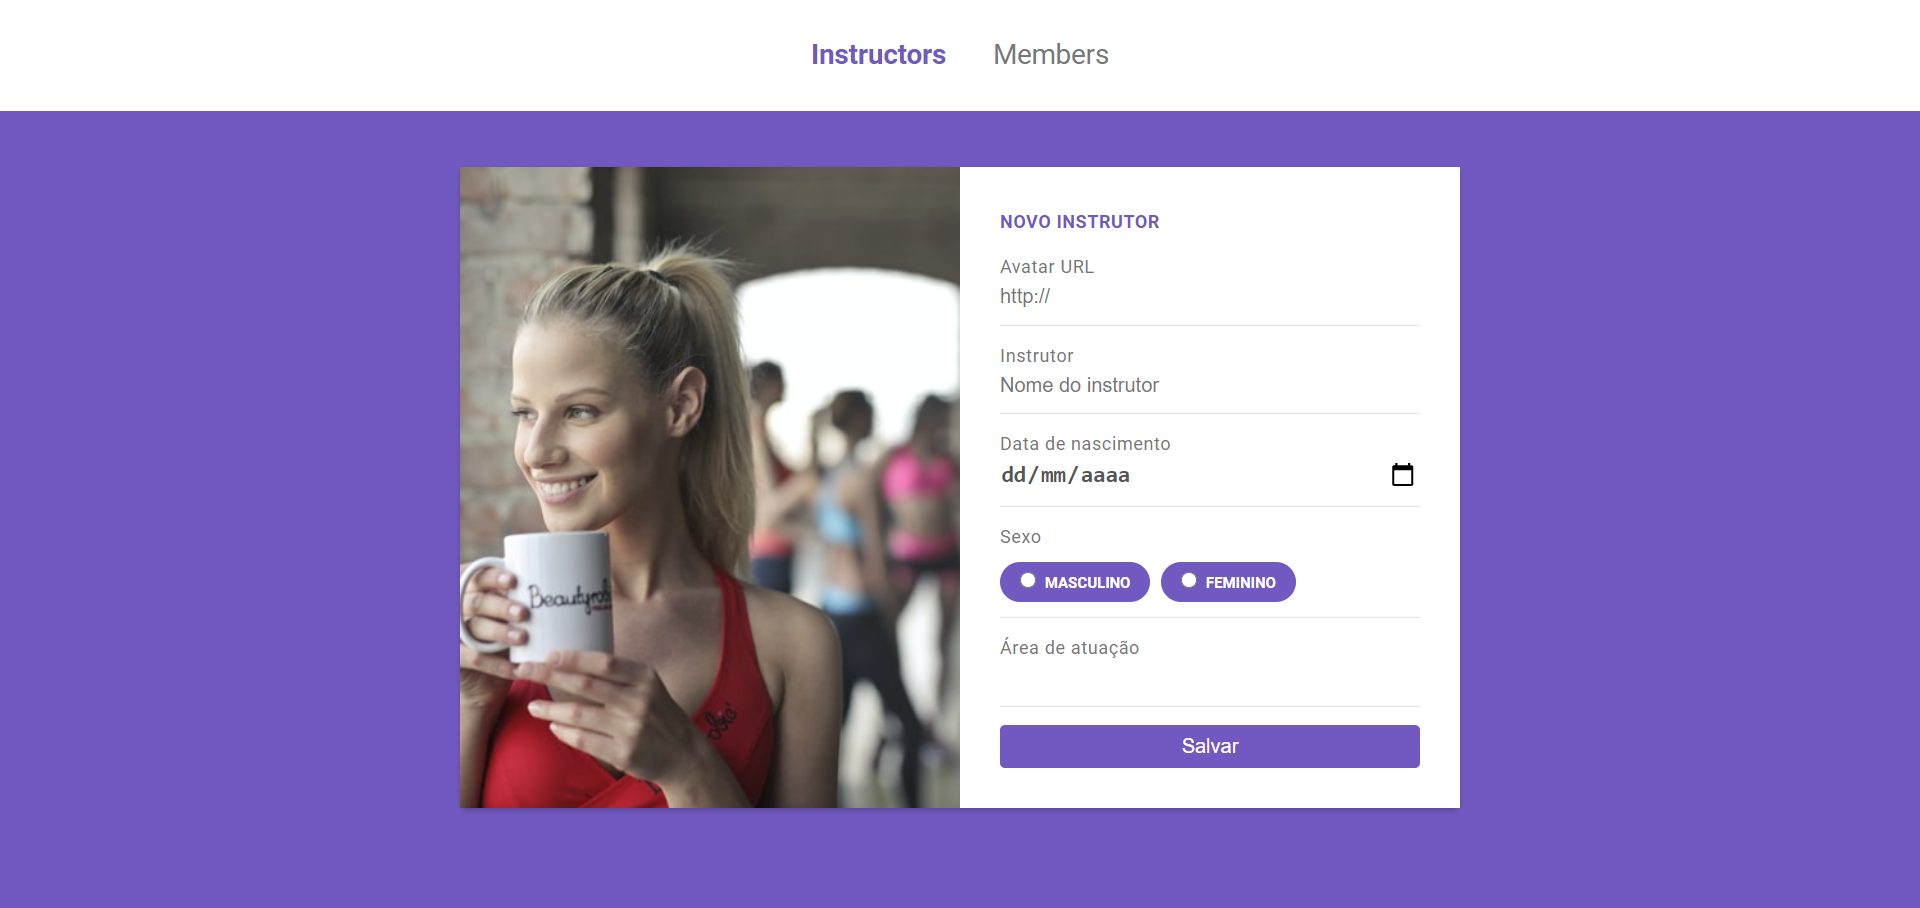 Instructors Members
NOVO INSTRUTOR
Avatar URL
http://
Instrutor
Nome do instrutor
Data de nascimento
dd/mm/aaaa
Sexo
MASCULINO FEMININO
Área de atuação
Salvar